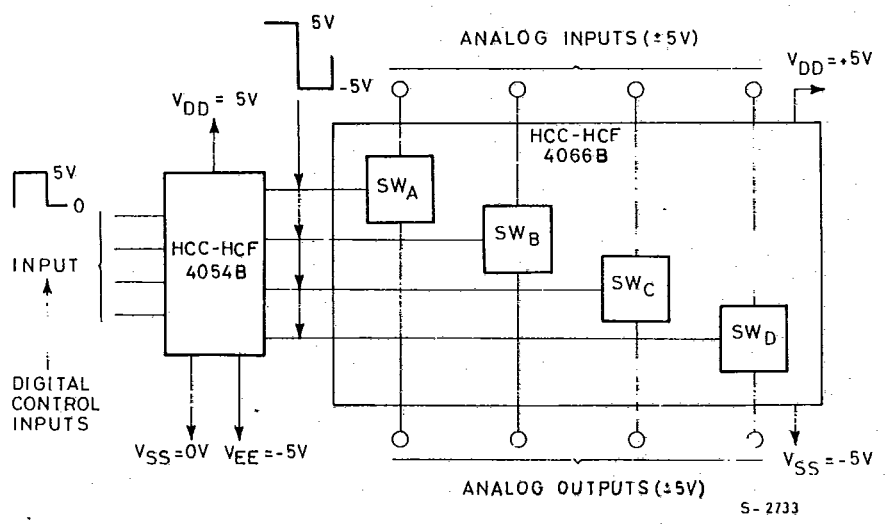 5V
-5V
ANALOG INPUTS (±5V)
VDD=+5V
VDD = 5V
HCC-HCF
4066B
5V
0
SWA
HCC-HCF
4054B
SWB
INPUT
SWC
SWD
DIGITAL
CONTROL
INPUTS
VSS=0V
VEE=-5V
VSS=-5V
ANALOG OUTPUTS (±5V)
S-2733